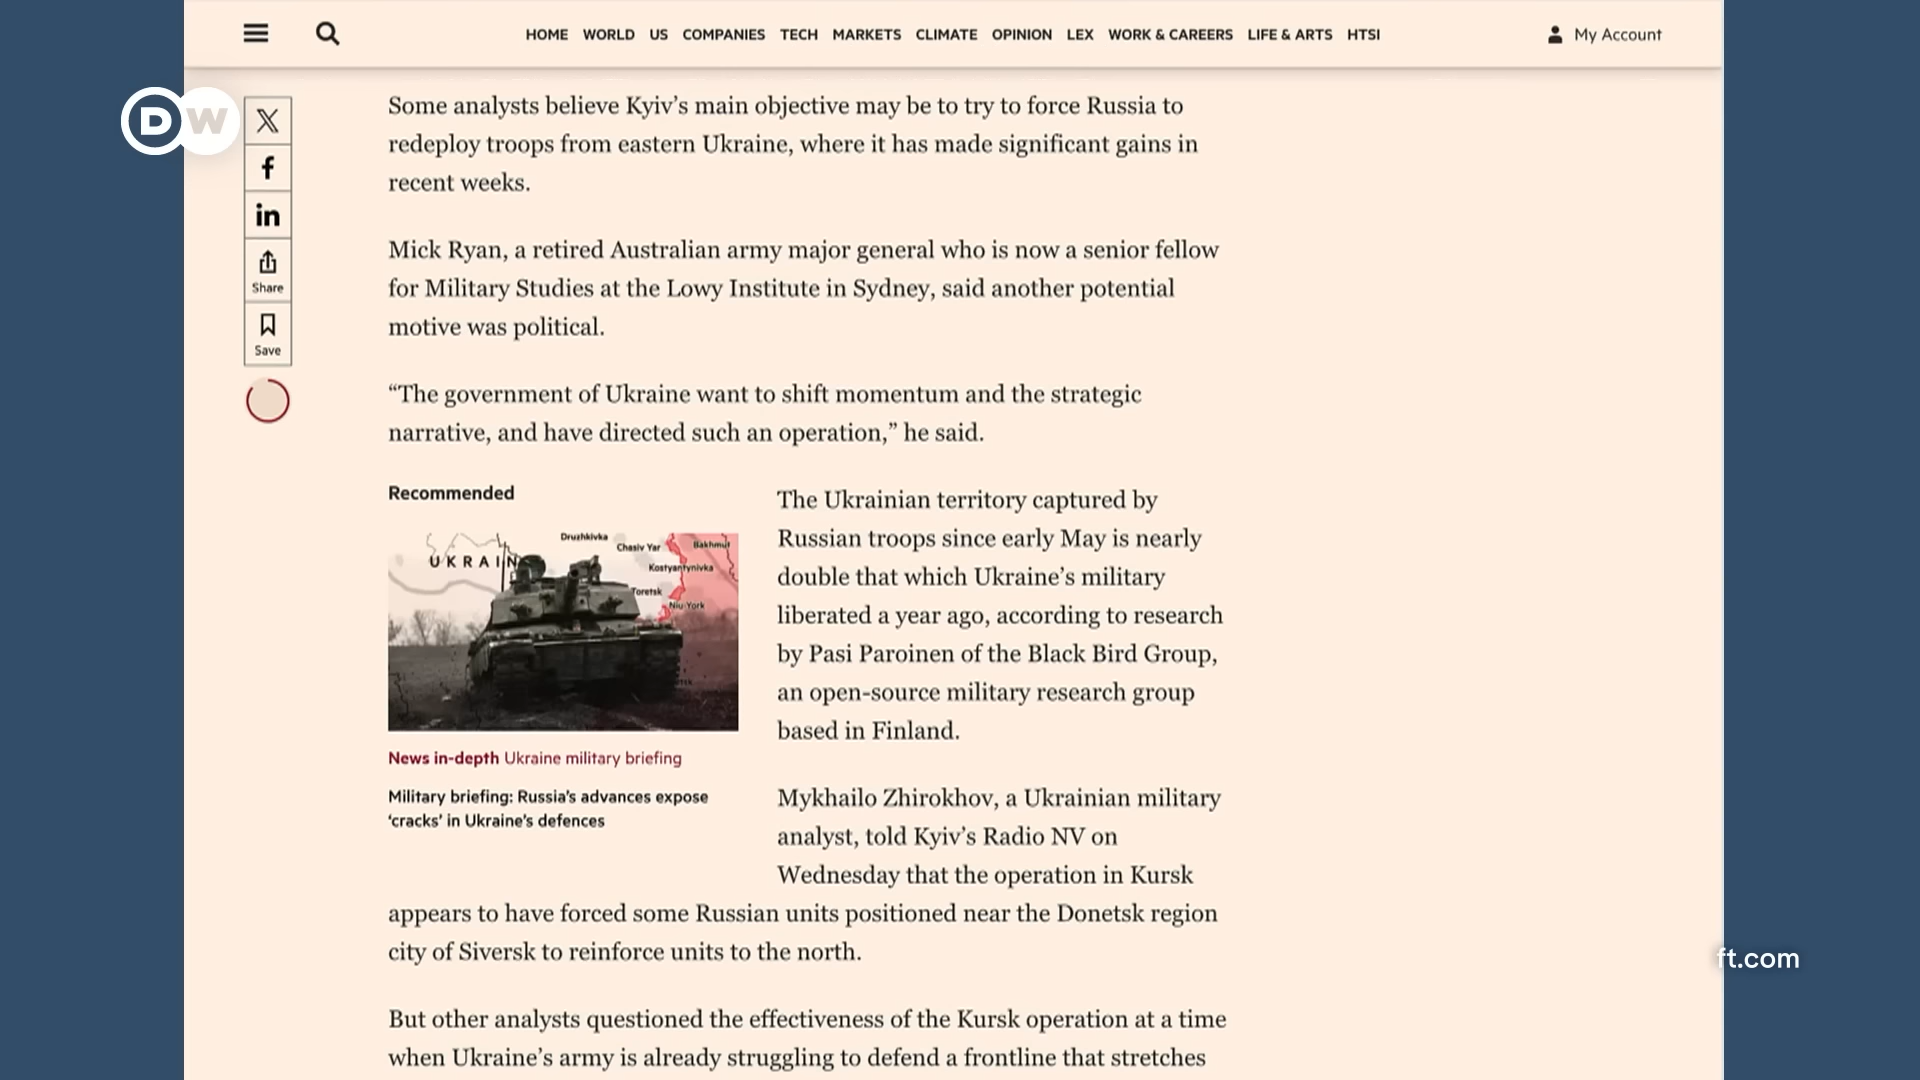 HOME WORLD US COMPANIES TECH MARKETS CLIMATE OPINION LEX WORK & CAREERS LIFE & ARTS HTSI
My Account
DW
X
f
in
Share
Save
Some analysts believe Kyiv’s main objective may be to try to force Russia to
redeploy troops from eastern Ukraine, where it has made significant gains in
recent weeks.
Mick Ryan, a retired Australian army major general who is now a senior fellow
for Military Studies at the Lowy Institute in Sydney, said another potential
motive was political.
“The government of Ukraine want to shift momentum and the strategic
narrative, and have directed such an operation,” he said.
Recommended
Druzhkivka
Chasiv Yar
Bakhmut
UKRAIN
Kostyantynivka
Toretsk
Niu-York
News in-depth Ukraine military briefing
Military briefing: Russia’s advances expose
‘cracks’ in Ukraine’s defences
The Ukrainian territory captured by
Russian troops since early May is nearly
double that which Ukraine’s military
liberated a year ago, according to research
by Pasi Paroinen of the Black Bird Group,
an open-source military research group
based in Finland.
Mykhailo Zhirokhov, a Ukrainian military
analyst, told Kyiv’s Radio NV on
Wednesday that the operation in Kursk
appears to have forced some Russian units positioned near the Donetsk region
city of Siversk to reinforce units to the north.
But other analysts questioned the effectiveness of the Kursk operation at a time
when Ukraine’s army is already struggling to defend a frontline that stretches
ft.com